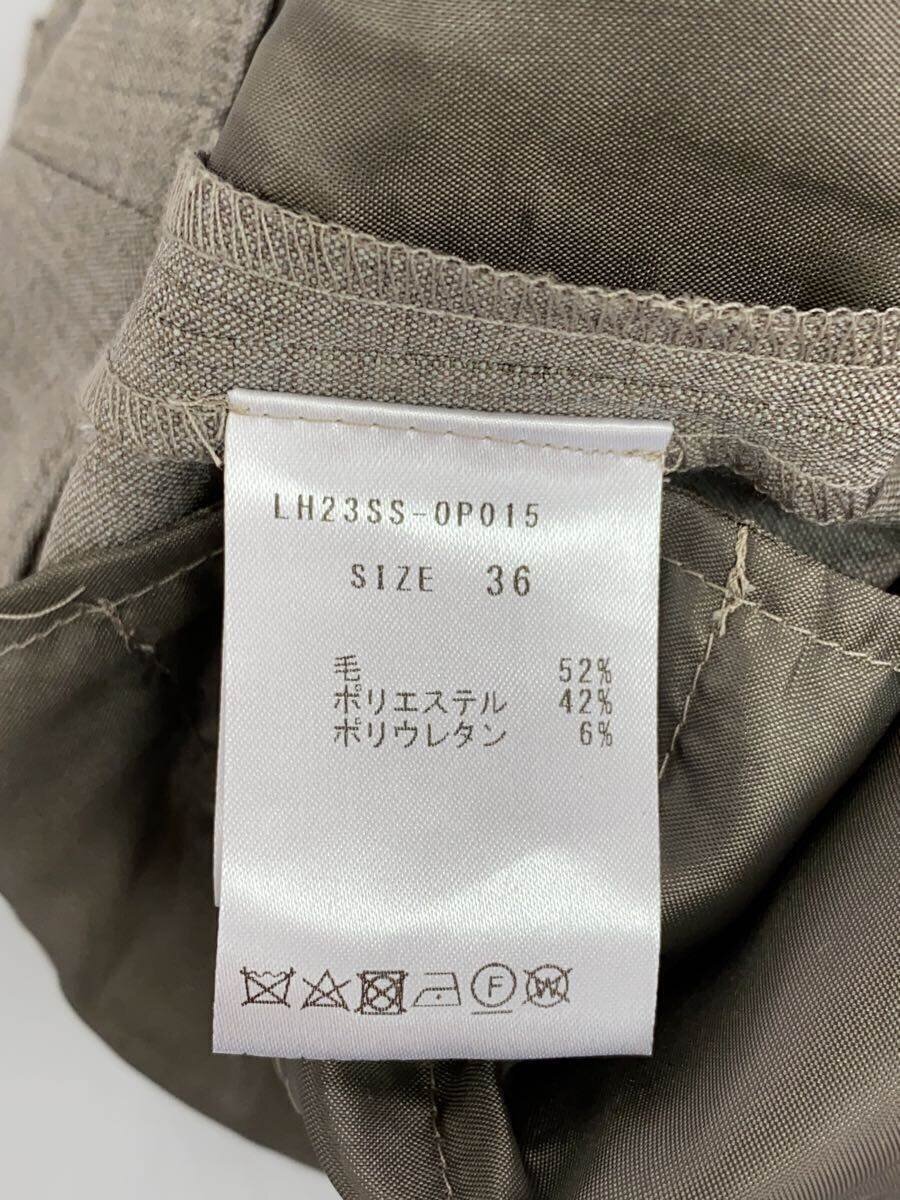 LH23SS-0P015
SIZE 36
毛 52%
ポリエステル 42%
ポリウレタン 6%
F W